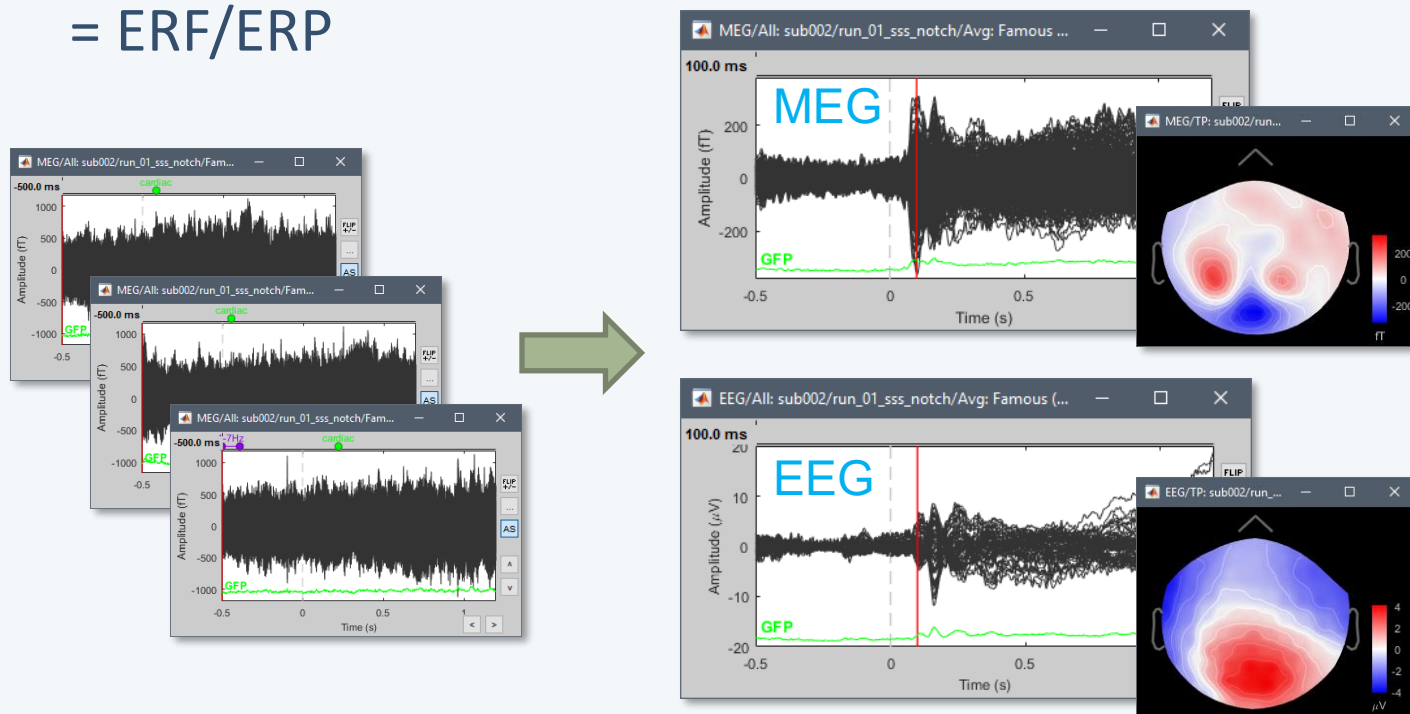 = ERF/ERP
MEG/All: sub002/run_01_sss_notch/Fam...
-500.0 ms
cardiac
1000
500
0
-500
-1000
Amplitude (fT)
GFP
-0.5
FLIP
+/-
...
AS
MEG/All: sub002/run_01_sss_notch/Fam...
-500.0 ms
cardiac
1000
500
0
-500
-1000
Amplitude (fT)
GFP
-0.5
FLIP
+/-
...
AS
MEG/All: sub002/run_01_sss_notch/Fam...
-500.0 ms
-7Hz
cardiac
1000
500
0
-500
-1000
Amplitude (fT)
GFP
-0.5
0
0.5
1
Time (s)
FLIP
+/-
...
AS
∧
∨
<
>
MEG/All: sub002/run_01_sss_notch/Avg: Famous ...
100.0 ms
MEG
200
0
-200
Amplitude (fT)
GFP
-0.5
0
0.5
Time (s)
FLIP
MEG/TP: sub002/run...
200
0
-200
fT
EEG/All: sub002/run_01_sss_notch/Avg: Famous (...
100.0 ms
EEG
20
10
0
-10
-20
Amplitude (μV)
GFP
-0.5
0
0.5
Time (s)
FLIP
EEG/TP: sub002/run_...
4
2
0
-2
-4
μV